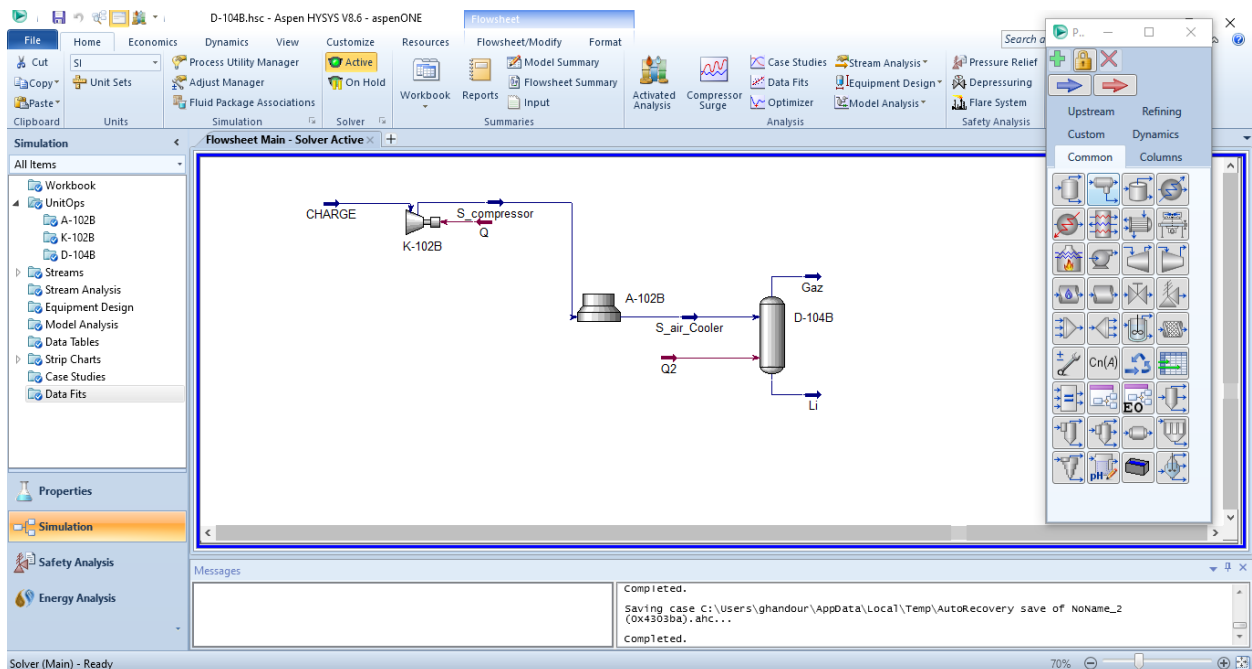 D-104B.hsc - Aspen HYSYS V8.6 - aspenONE
Flowsheet
File Home Economics Dynamics View Customize Resources Flowsheet/Modify Format
Search a
Cut SI Process Utility Manager Active Model Summary Case Studies Stream Analysis Pressure Relief
Copy Unit Sets Adjust Manager On Hold Workbook Reports Flowsheet Summary Activated Analysis Compressor Surge Data Fits Equipment Design Depressuring
Paste Fluid Package Associations Input Optimizer Model Analysis Flare System
Clipboard Units Simulation Solver Summaries Analysis Safety Analysis
P..
Upstream Refining
Custom Dynamics
Common Columns
Cn(A)
EO
pH
Simulation
All Items
Workbook
UnitOps
A-102B
K-102B
D-104B
Streams
Stream Analysis
Equipment Design
Model Analysis
Data Tables
Strip Charts
Case Studies
Data Fits
Properties
Simulation
Safety Analysis
Energy Analysis
Flowsheet Main - Solver Active
CHARGE
S_compressor
Q
K-102B
A-102B
Gaz
D-104B
S_air_Cooler
Q2
Li
Messages
Completed.
Saving case C:\Users\ghandour\AppData\Local\Temp\AutoRecovery save of NoName_2
(0x4303ba).ahc...
Completed.
Solver (Main) - Ready
70%